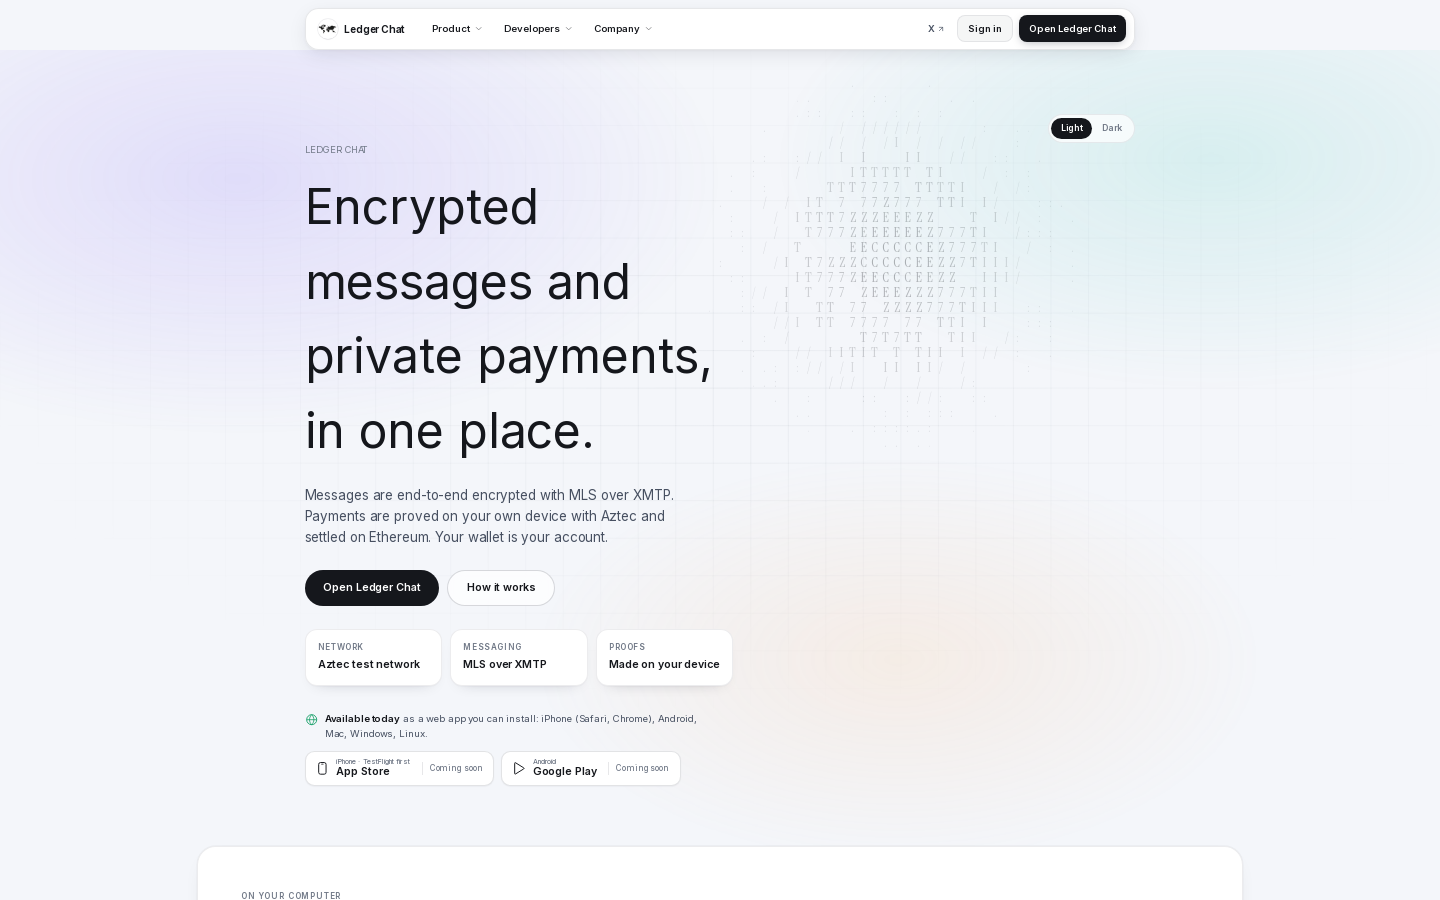 Ledger Chat
Product
Developers
Company
X
Sign in
Open Ledger Chat
Light
Dark
LEDGER CHAT
Encrypted
messages and
private payments,
in one place.
Messages are end-to-end encrypted with MLS over XMTP.
Payments are proved on your own device with Aztec and
settled on Ethereum. Your wallet is your account.
Open Ledger Chat
How it works
NETWORK
Aztec test network
MESSAGING
MLS over XMTP
PROOFS
Made on your device
Available today as a web app you can install: iPhone (Safari, Chrome), Android,
Mac, Windows, Linux.
iPhone · TestFlight first
App Store
Coming soon
Android
Google Play
Coming soon
ON YOUR COMPUTER